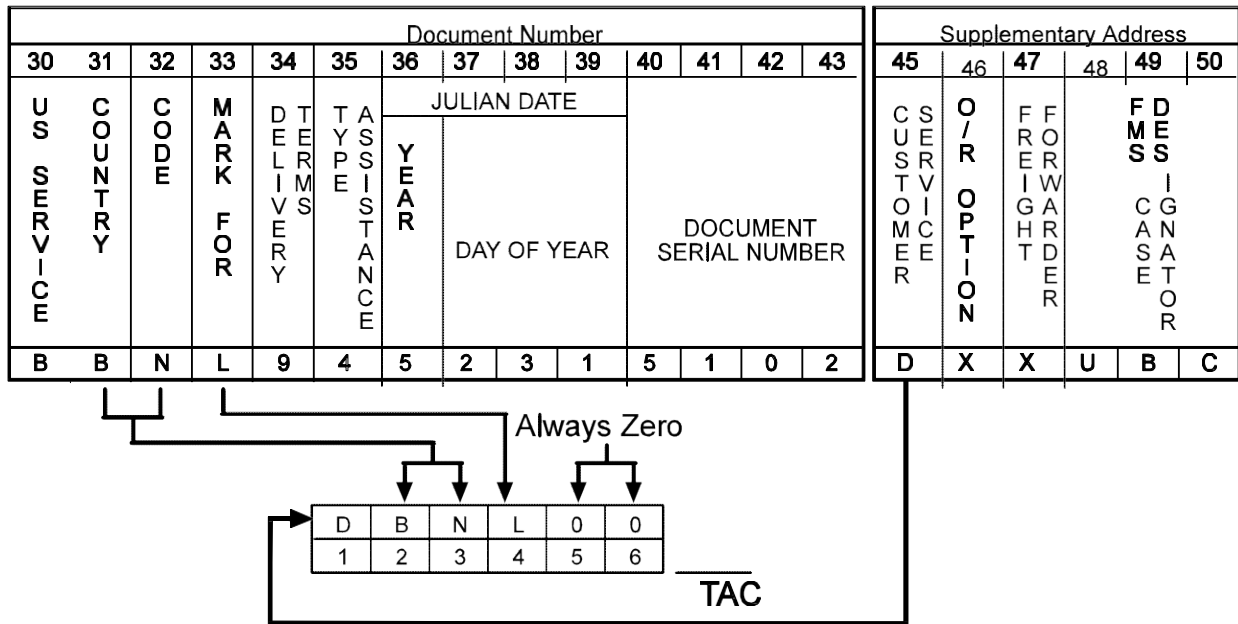 Document Number
Supplementary Address
30 31 32 33 34 35 36 37 38 39 40 41 42 43
45 46 47 48 49 50
US SERVICE
COUNTRY
CODE
MARK FOR
DELIVERY
TERMS
TYPE
ASSISTANCE
JULIAN DATE
YEAR
DAY OF YEAR
DOCUMENT
SERIAL NUMBER
CUSTOMER
SERVICE
O/R OPTION
FREIGHT
FORWARDER
FMS CASE
DESIGNATOR
B B N L 9 4 5 2 3 1 5 1 0 2
D X X U B C
Always Zero
D B N L 0 0
1 2 3 4 5 6
TAC